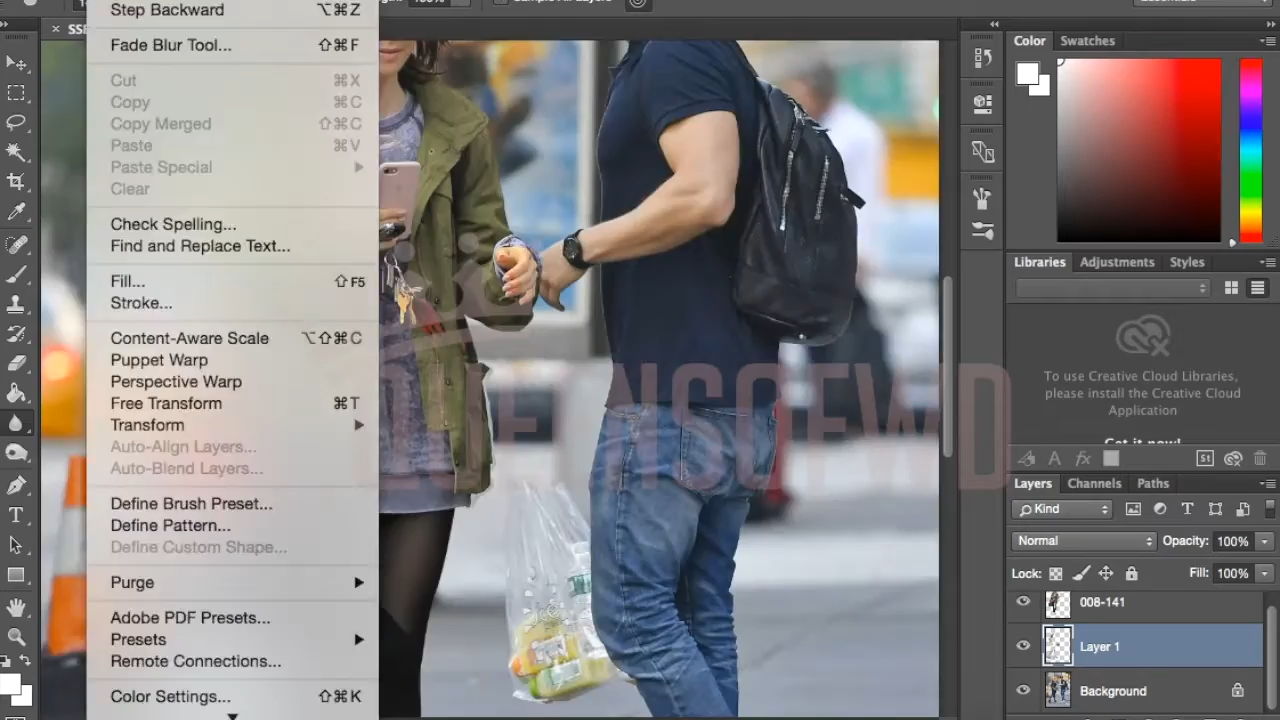 Step Backward ⌥⌘Z
Essentials
SSE
Fade Blur Tool... ⇧⌘F
Color Swatches
Cut ⌘X
Copy ⌘C
Copy Merged ⇧⌘C
Paste ⌘V
Paste Special
Clear
Check Spelling...
Find and Replace Text...
Libraries Adjustments Styles
Fill... ⇧F5
Stroke...
Content-Aware Scale ⌥⇧⌘C
Puppet Warp
Perspective Warp
Free Transform ⌘T
Transform
Auto-Align Layers...
Auto-Blend Layers...
To use Creative Cloud Libraries,
please install the Creative Cloud
Application
Get it now!
Define Brush Preset...
Define Pattern...
Define Custom Shape...
Layers Channels Paths
Kind
Normal Opacity: 100%
Lock: Fill: 100%
008-141
Layer 1
Background
Purge
Adobe PDF Presets...
Presets
Remote Connections...
Color Settings... ⇧⌘K